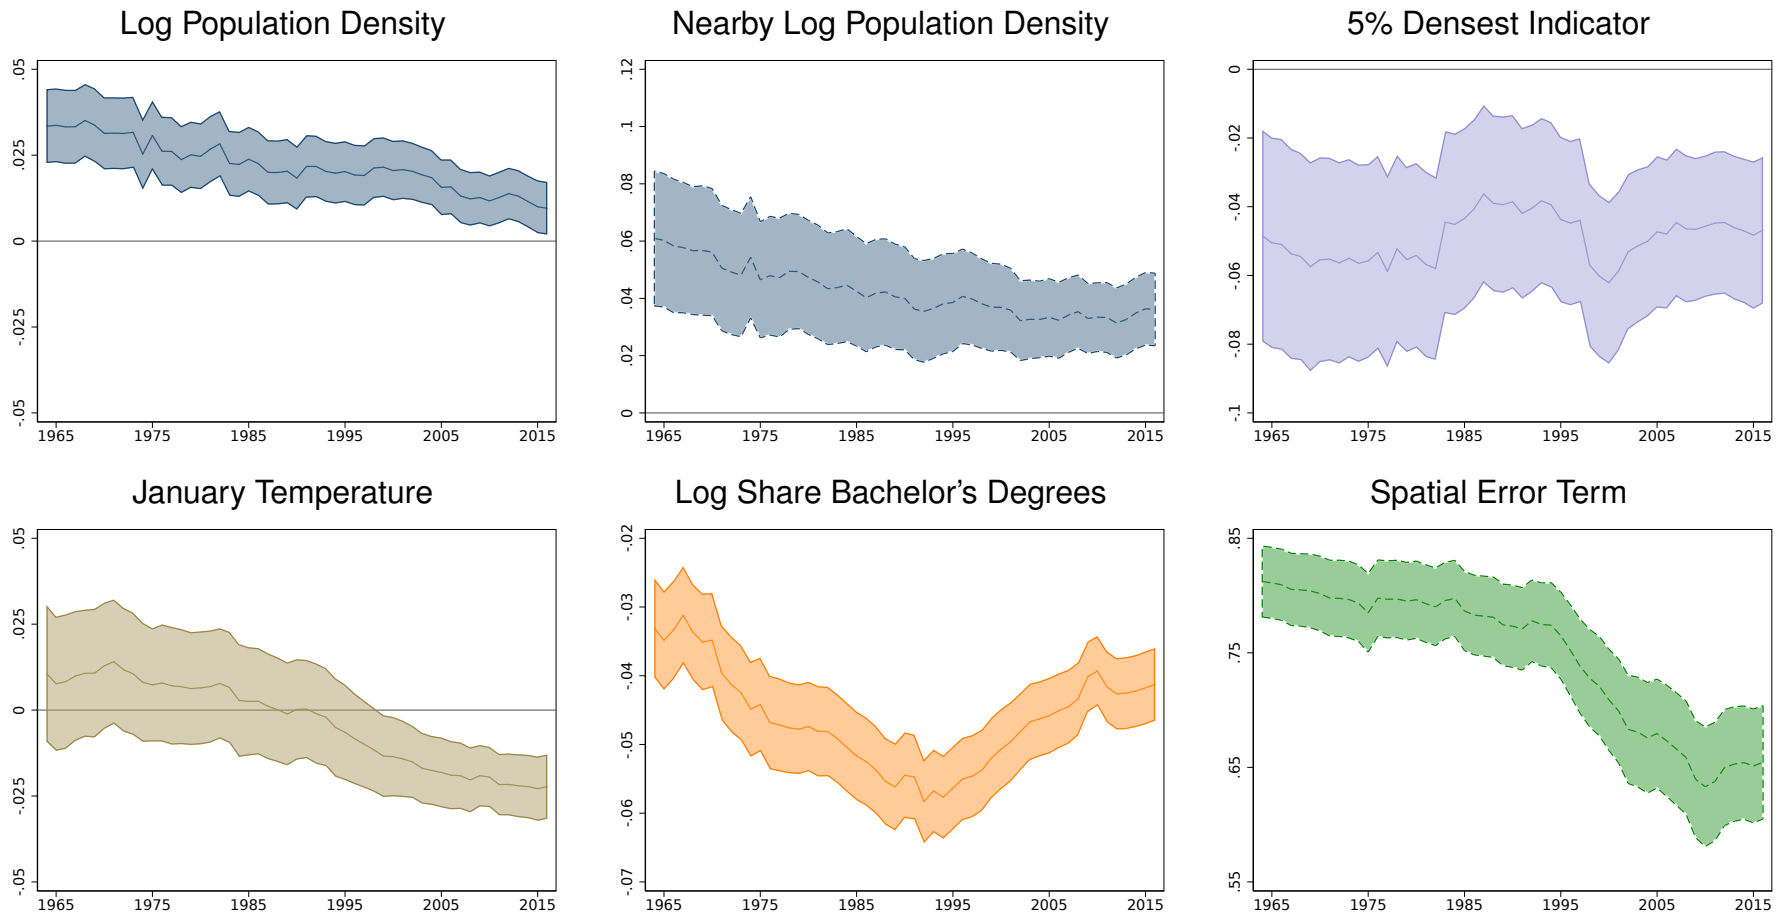 Log Population Density
Nearby Log Population Density
5% Densest Indicator
.05
.025
0
-.025
-.05
1965 1975 1985 1995 2005 2015
.12
.1
.08
.06
.04
.02
0
1965 1975 1985 1995 2005 2015
0
-.02
-.04
-.06
-.08
-.1
1965 1975 1985 1995 2005 2015
January Temperature
Log Share Bachelor's Degrees
Spatial Error Term
.05
.025
0
-.025
-.05
1965 1975 1985 1995 2005 2015
-.02
-.03
-.04
-.05
-.06
-.07
1965 1975 1985 1995 2005 2015
.85
.75
.65
.55
1965 1975 1985 1995 2005 2015